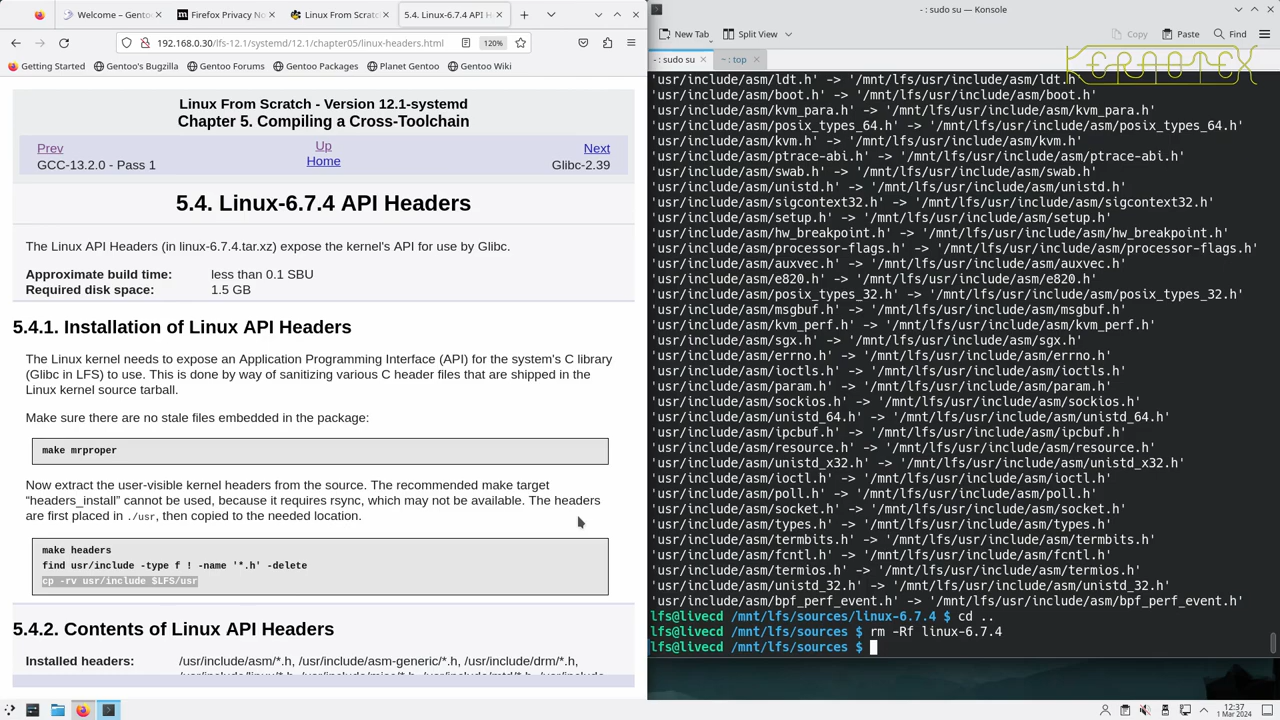 Welcome – Gento
Firefox Privacy No
Linux From Scratc
5.4. Linux-6.7.4 API H
192.168.0.30/lfs-12.1/systemd/12.1/chapter05/linux-headers.html
120%
Getting Started
Gentoo's Bugzilla
Gentoo Forums
Gentoo Packages
Planet Gentoo
Gentoo Wiki
Linux From Scratch - Version 12.1-systemd
Chapter 5. Compiling a Cross-Toolchain
Prev
Up
Next
GCC-13.2.0 - Pass 1
Home
Glibc-2.39
5.4. Linux-6.7.4 API Headers
The Linux API Headers (in linux-6.7.4.tar.xz) expose the kernel's API for use by Glibc.
Approximate build time: less than 0.1 SBU
Required disk space: 1.5 GB
5.4.1. Installation of Linux API Headers
The Linux kernel needs to expose an Application Programming Interface (API) for the system's C library
(Glibc in LFS) to use. This is done by way of sanitizing various C header files that are shipped in the
Linux kernel source tarball.
Make sure there are no stale files embedded in the package:
make mrproper
Now extract the user-visible kernel headers from the source. The recommended make target
“headers_install” cannot be used, because it requires rsync, which may not be available. The headers
are first placed in ./usr, then copied to the needed location.
make headers
find usr/include -type f ! -name '*.h' -delete
cp -rv usr/include $LFS/usr
5.4.2. Contents of Linux API Headers
Installed headers: /usr/include/asm/*.h, /usr/include/asm-generic/*.h, /usr/include/drm/*.h,
- : sudo su — Konsole
New Tab
Split View
Copy
Paste
Find
- : sudo su
~ : top
KERNOTEX
'usr/include/asm/ldt.h' -> '/mnt/lfs/usr/include/asm/ldt.h'
'usr/include/asm/boot.h' -> '/mnt/lfs/usr/include/asm/boot.h'
'usr/include/asm/kvm_para.h' -> '/mnt/lfs/usr/include/asm/kvm_para.h'
'usr/include/asm/posix_types_64.h' -> '/mnt/lfs/usr/include/asm/posix_types_64.h'
'usr/include/asm/kvm.h' -> '/mnt/lfs/usr/include/asm/kvm.h'
'usr/include/asm/ptrace-abi.h' -> '/mnt/lfs/usr/include/asm/ptrace-abi.h'
'usr/include/asm/swab.h' -> '/mnt/lfs/usr/include/asm/swab.h'
'usr/include/asm/unistd.h' -> '/mnt/lfs/usr/include/asm/unistd.h'
'usr/include/asm/sigcontext32.h' -> '/mnt/lfs/usr/include/asm/sigcontext32.h'
'usr/include/asm/setup.h' -> '/mnt/lfs/usr/include/asm/setup.h'
'usr/include/asm/hw_breakpoint.h' -> '/mnt/lfs/usr/include/asm/hw_breakpoint.h'
'usr/include/asm/processor-flags.h' -> '/mnt/lfs/usr/include/asm/processor-flags.h'
'usr/include/asm/auxvec.h' -> '/mnt/lfs/usr/include/asm/auxvec.h'
'usr/include/asm/e820.h' -> '/mnt/lfs/usr/include/asm/e820.h'
'usr/include/asm/posix_types_32.h' -> '/mnt/lfs/usr/include/asm/posix_types_32.h'
'usr/include/asm/msgbuf.h' -> '/mnt/lfs/usr/include/asm/msgbuf.h'
'usr/include/asm/kvm_perf.h' -> '/mnt/lfs/usr/include/asm/kvm_perf.h'
'usr/include/asm/sgx.h' -> '/mnt/lfs/usr/include/asm/sgx.h'
'usr/include/asm/errno.h' -> '/mnt/lfs/usr/include/asm/errno.h'
'usr/include/asm/ioctls.h' -> '/mnt/lfs/usr/include/asm/ioctls.h'
'usr/include/asm/param.h' -> '/mnt/lfs/usr/include/asm/param.h'
'usr/include/asm/sockios.h' -> '/mnt/lfs/usr/include/asm/sockios.h'
'usr/include/asm/unistd_64.h' -> '/mnt/lfs/usr/include/asm/unistd_64.h'
'usr/include/asm/ipcbuf.h' -> '/mnt/lfs/usr/include/asm/ipcbuf.h'
'usr/include/asm/resource.h' -> '/mnt/lfs/usr/include/asm/resource.h'
'usr/include/asm/unistd_x32.h' -> '/mnt/lfs/usr/include/asm/unistd_x32.h'
'usr/include/asm/ioctl.h' -> '/mnt/lfs/usr/include/asm/ioctl.h'
'usr/include/asm/poll.h' -> '/mnt/lfs/usr/include/asm/poll.h'
'usr/include/asm/socket.h' -> '/mnt/lfs/usr/include/asm/socket.h'
'usr/include/asm/types.h' -> '/mnt/lfs/usr/include/asm/types.h'
'usr/include/asm/termbits.h' -> '/mnt/lfs/usr/include/asm/termbits.h'
'usr/include/asm/fcntl.h' -> '/mnt/lfs/usr/include/asm/fcntl.h'
'usr/include/asm/termios.h' -> '/mnt/lfs/usr/include/asm/termios.h'
'usr/include/asm/unistd_32.h' -> '/mnt/lfs/usr/include/asm/unistd_32.h'
'usr/include/asm/bpf_perf_event.h' -> '/mnt/lfs/usr/include/asm/bpf_perf_event.h'
lfs@livecd /mnt/lfs/sources/linux-6.7.4 $ cd ..
lfs@livecd /mnt/lfs/sources $ rm -Rf linux-6.7.4
lfs@livecd /mnt/lfs/sources $
12:37
1 Mar 2024